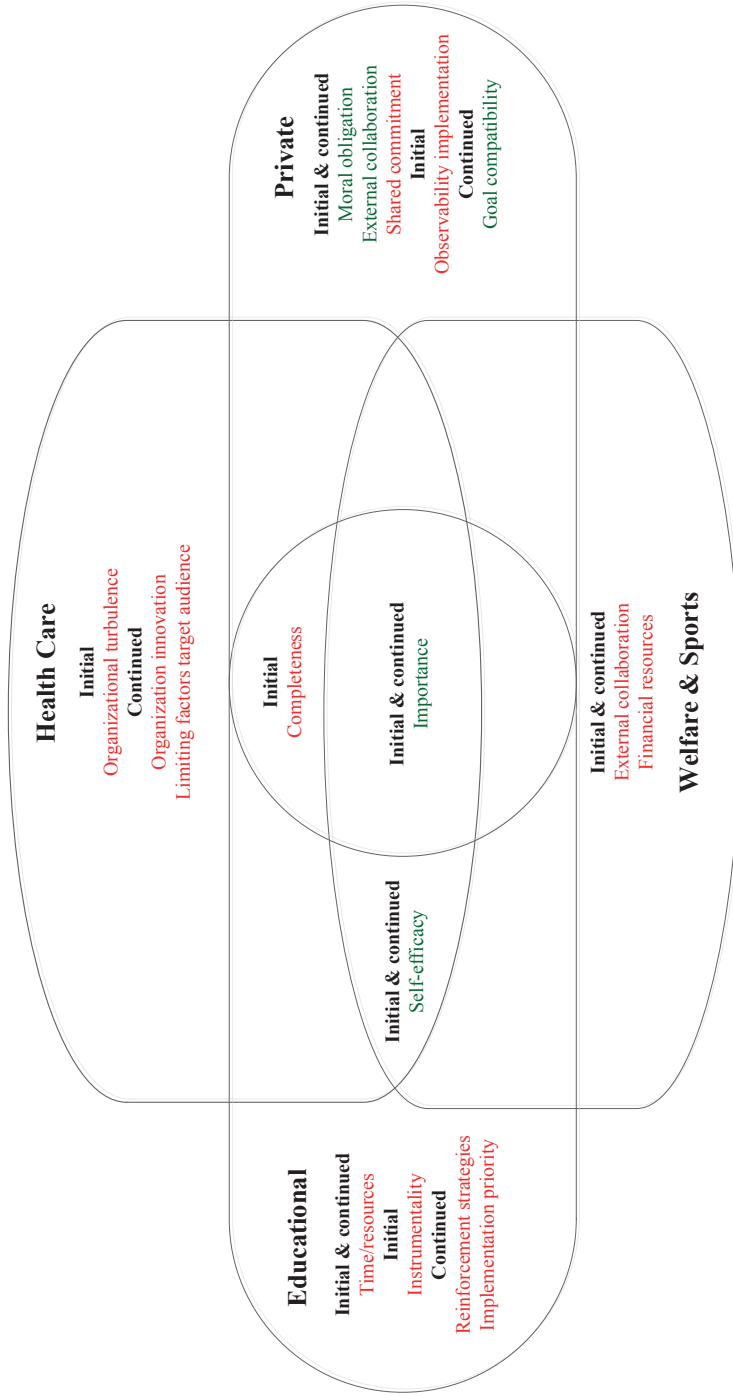 Health Care
Initial
Organizational turbulence
Continued
Organization innovation
Limiting factors target audience
Educational
Initial & continued
Time/resources
Initial
Instrumentality
Continued
Reinforcement strategies
Implementation priority
Initial & continued
Self-efficacy
Initial
Completeness
Initial & continued
Importance
Private
Initial & continued
Moral obligation
External collaboration
Shared commitment
Initial
Observability implementation
Continued
Goal compatibility
Initial & continued
External collaboration
Financial resources
Welfare & Sports